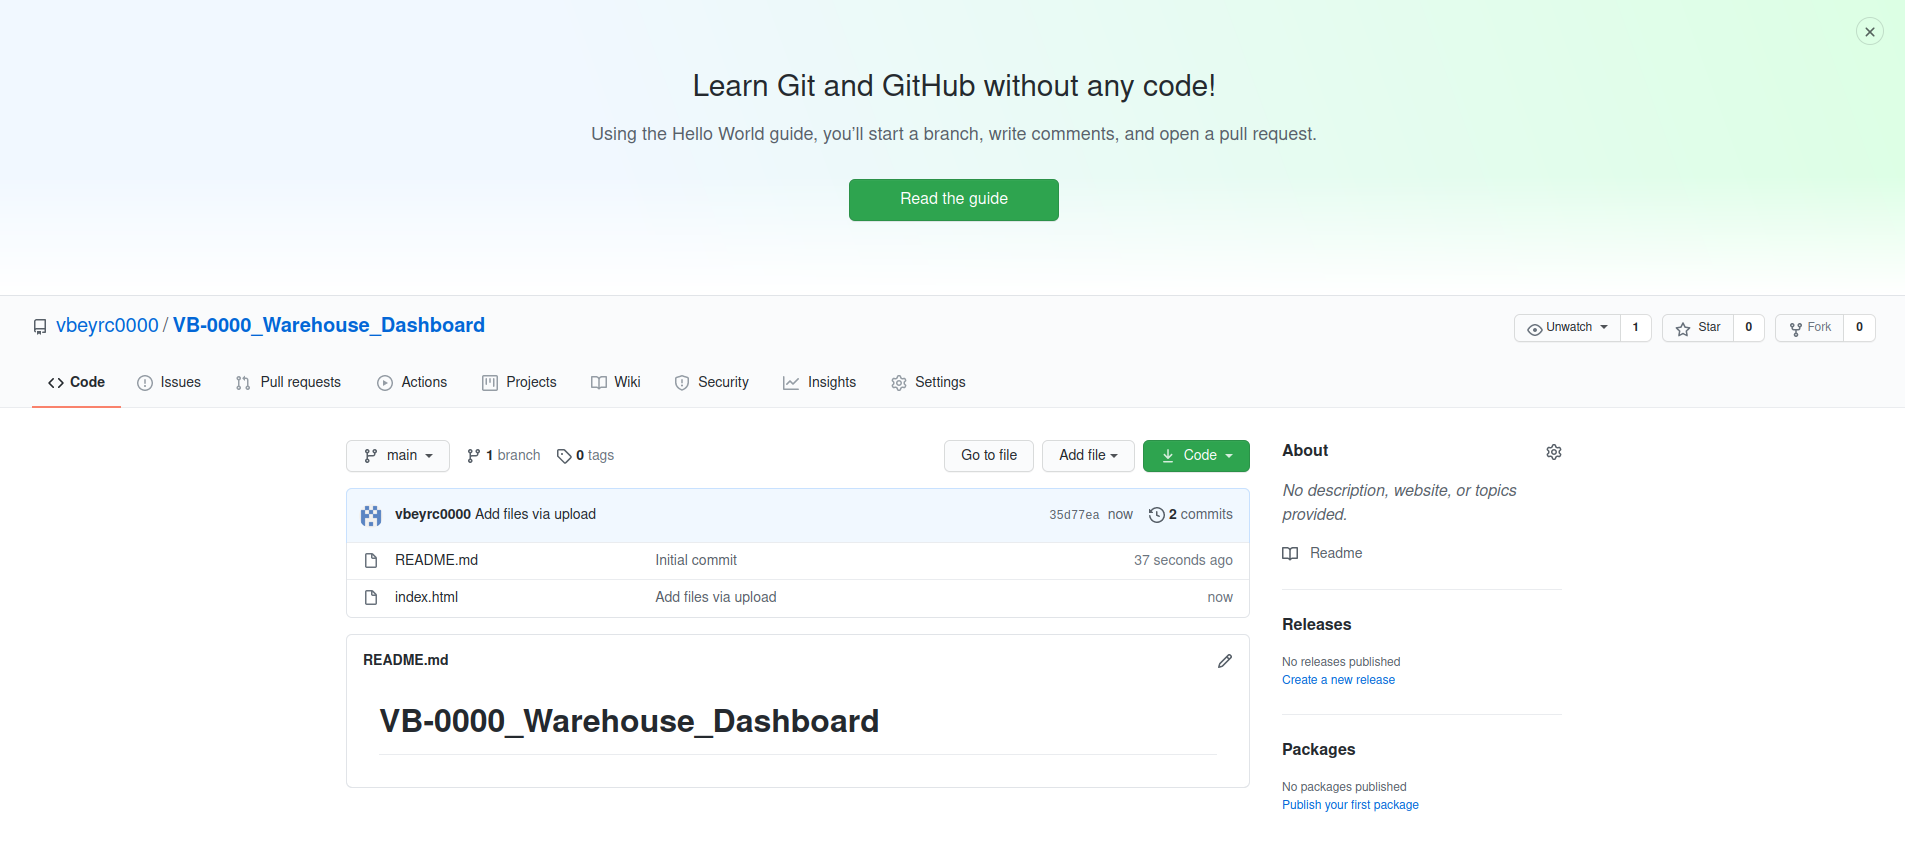 Learn Git and GitHub without any code!
Using the Hello World guide, you’ll start a branch, write comments, and open a pull request.
Read the guide
vbeyrc0000 / VB-0000_Warehouse_Dashboard
Unwatch 1 Star 0 Fork 0
Code Issues Pull requests Actions Projects Wiki Security Insights Settings
main 1 branch 0 tags Go to file Add file Code
vbeyrc0000 Add files via upload 35d77ea now 2 commits
README.md Initial commit 37 seconds ago
index.html Add files via upload now
README.md
VB-0000_Warehouse_Dashboard
About
No description, website, or topics
provided.
Readme
Releases
No releases published
Create a new release
Packages
No packages published
Publish your first package